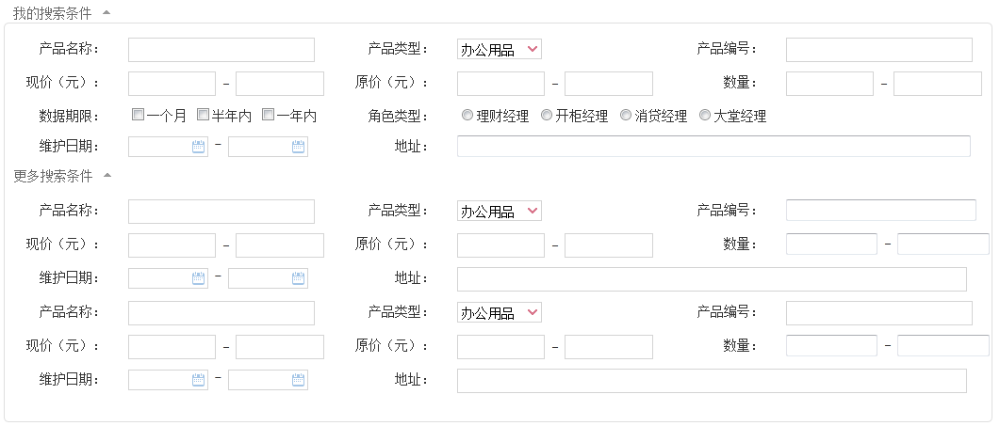 我的搜索条件
产品名称： 产品类型： 办公用品 产品编号：
现价（元）： – 原价（元）： – 数量： –
数据期限： 一个月 半年内 一年内 角色类型： 理财经理 开柜经理 消贷经理 大堂经理
维护日期： – 地址：
更多搜索条件
产品名称： 产品类型： 办公用品 产品编号：
现价（元）： – 原价（元）： – 数量： –
维护日期： – 地址：
产品名称： 产品类型： 办公用品 产品编号：
现价（元）： – 原价（元）： – 数量： –
维护日期： – 地址：